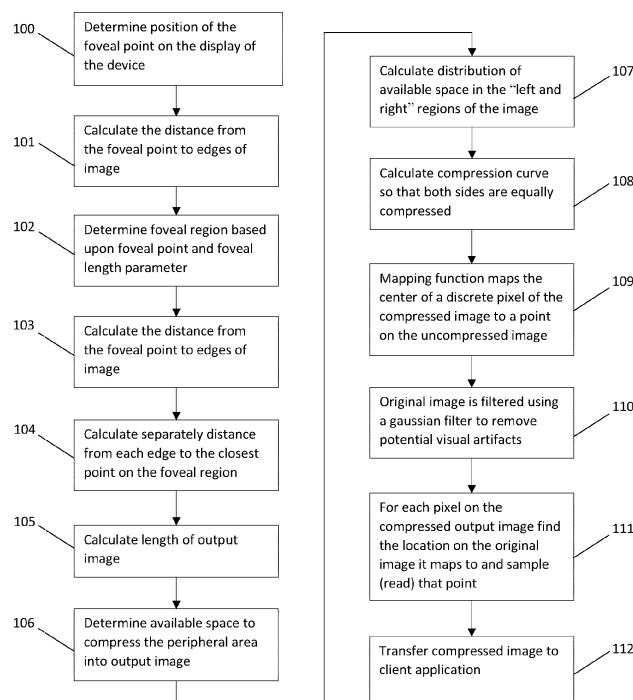 100
Determine position of the
foveal point on the display of
the device
101
Calculate the distance from
the foveal point to edges of
image
102
Determine foveal region based
upon foveal point and foveal
length parameter
103
Calculate the distance from
the foveal point to edges of
image
104
Calculate separately distance
from each edge to the closest
point on the foveal region
105
Calculate length of output
image
106
Determine available space to
compress the peripheral area
into output image
107
Calculate distribution of
available space in the “left and
right” regions of the image
108
Calculate compression curve
so that both sides are equally
compressed
109
Mapping function maps the
center of a discrete pixel of the
compressed image to a point
on the uncompressed image
110
Original image is filtered using
a gaussian filter to remove
potential visual artifacts
111
For each pixel on the
compressed output image find
the location on the original
image it maps to and sample
(read) that point
112
Transfer compressed image to
client application